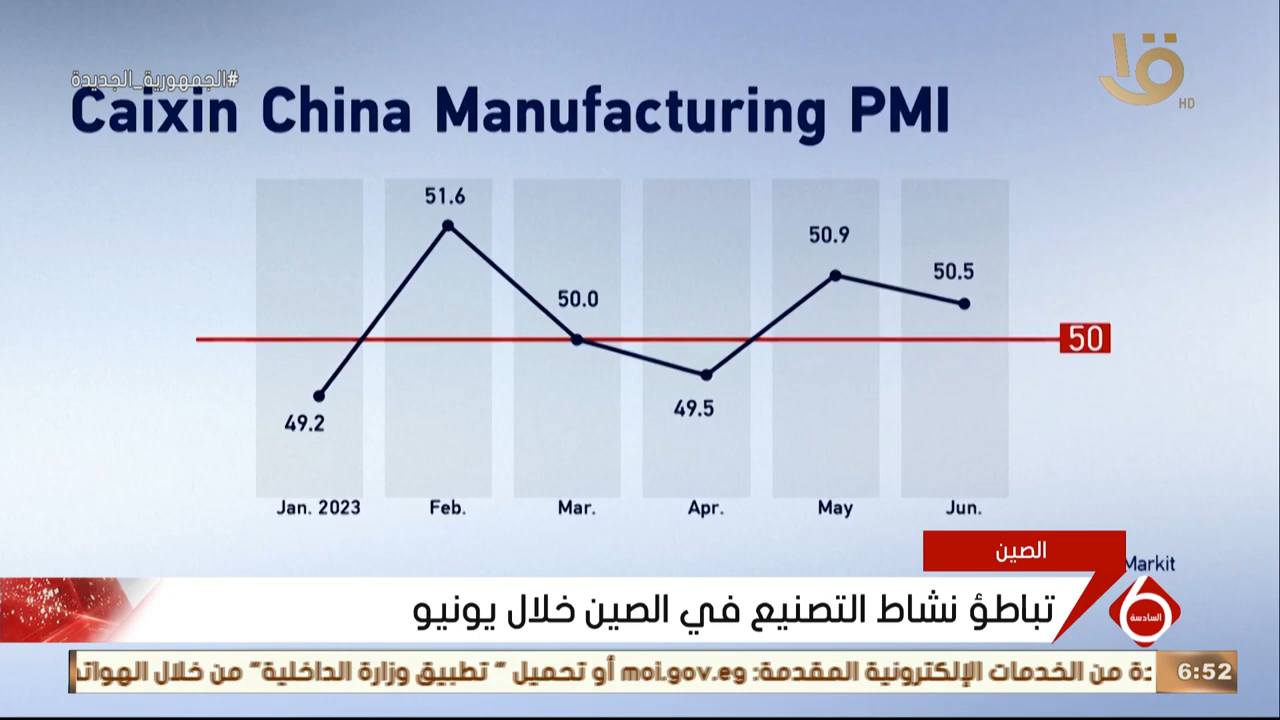 #الجمهورية_الجديدة
Caixin China Manufacturing PMI
HD
51.6
50.9
50.5
50.0
50
49.5
49.2
Jan. 2023 Feb. Mar. Apr. May Jun.
الصين
Markit
تباطؤ نشاط التصنيع في الصين خلال يونيو
السادسة
من الخدمات الإلكترونية المقدمة: moi.gov.eg أو تحميل " تطبيق وزارة الداخلية" من خلال
6:52